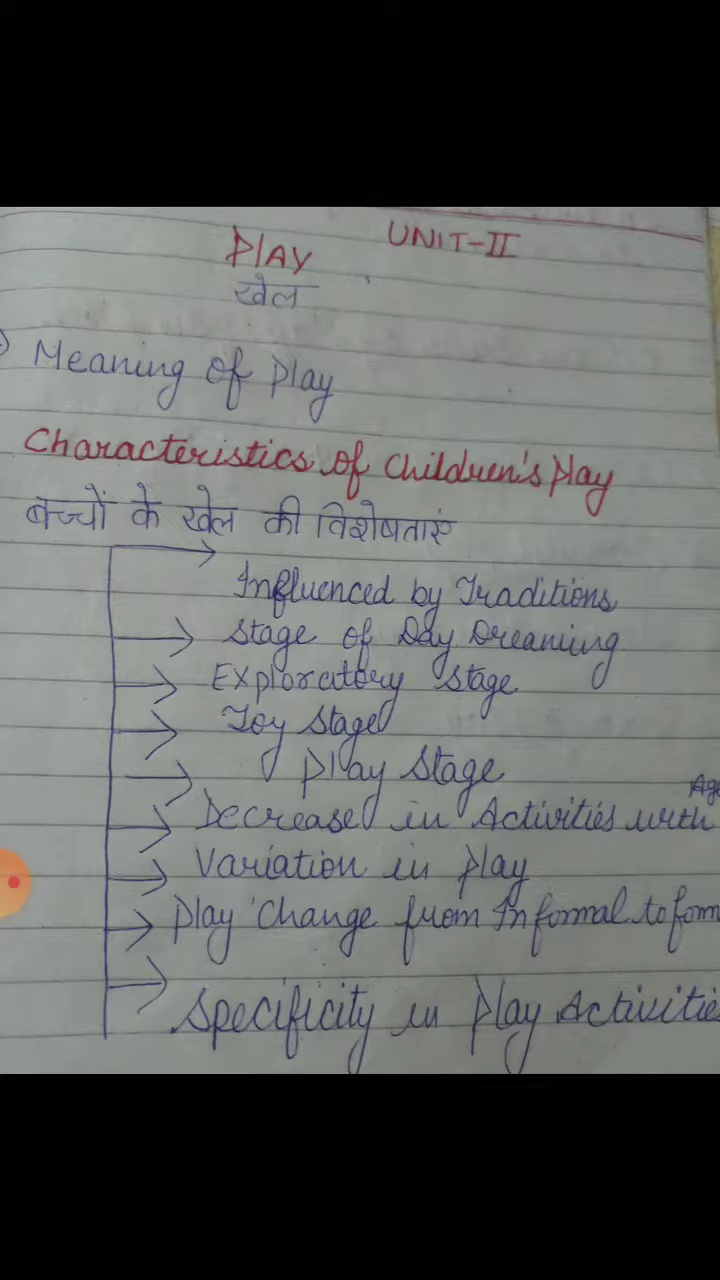 UNIT-II
PLAY
खेल
Meaning of Play
Characteristics of Children's Play
बच्चों के खेल की विशेषताएं
Influenced by Traditions
Stage of Day Dreaming
Exploratory Stage
Toy Stage
Play Stage
Decrease in Activities with Age
Variation in Play
Play Change from Informal to form
Specificity in Play Activitie